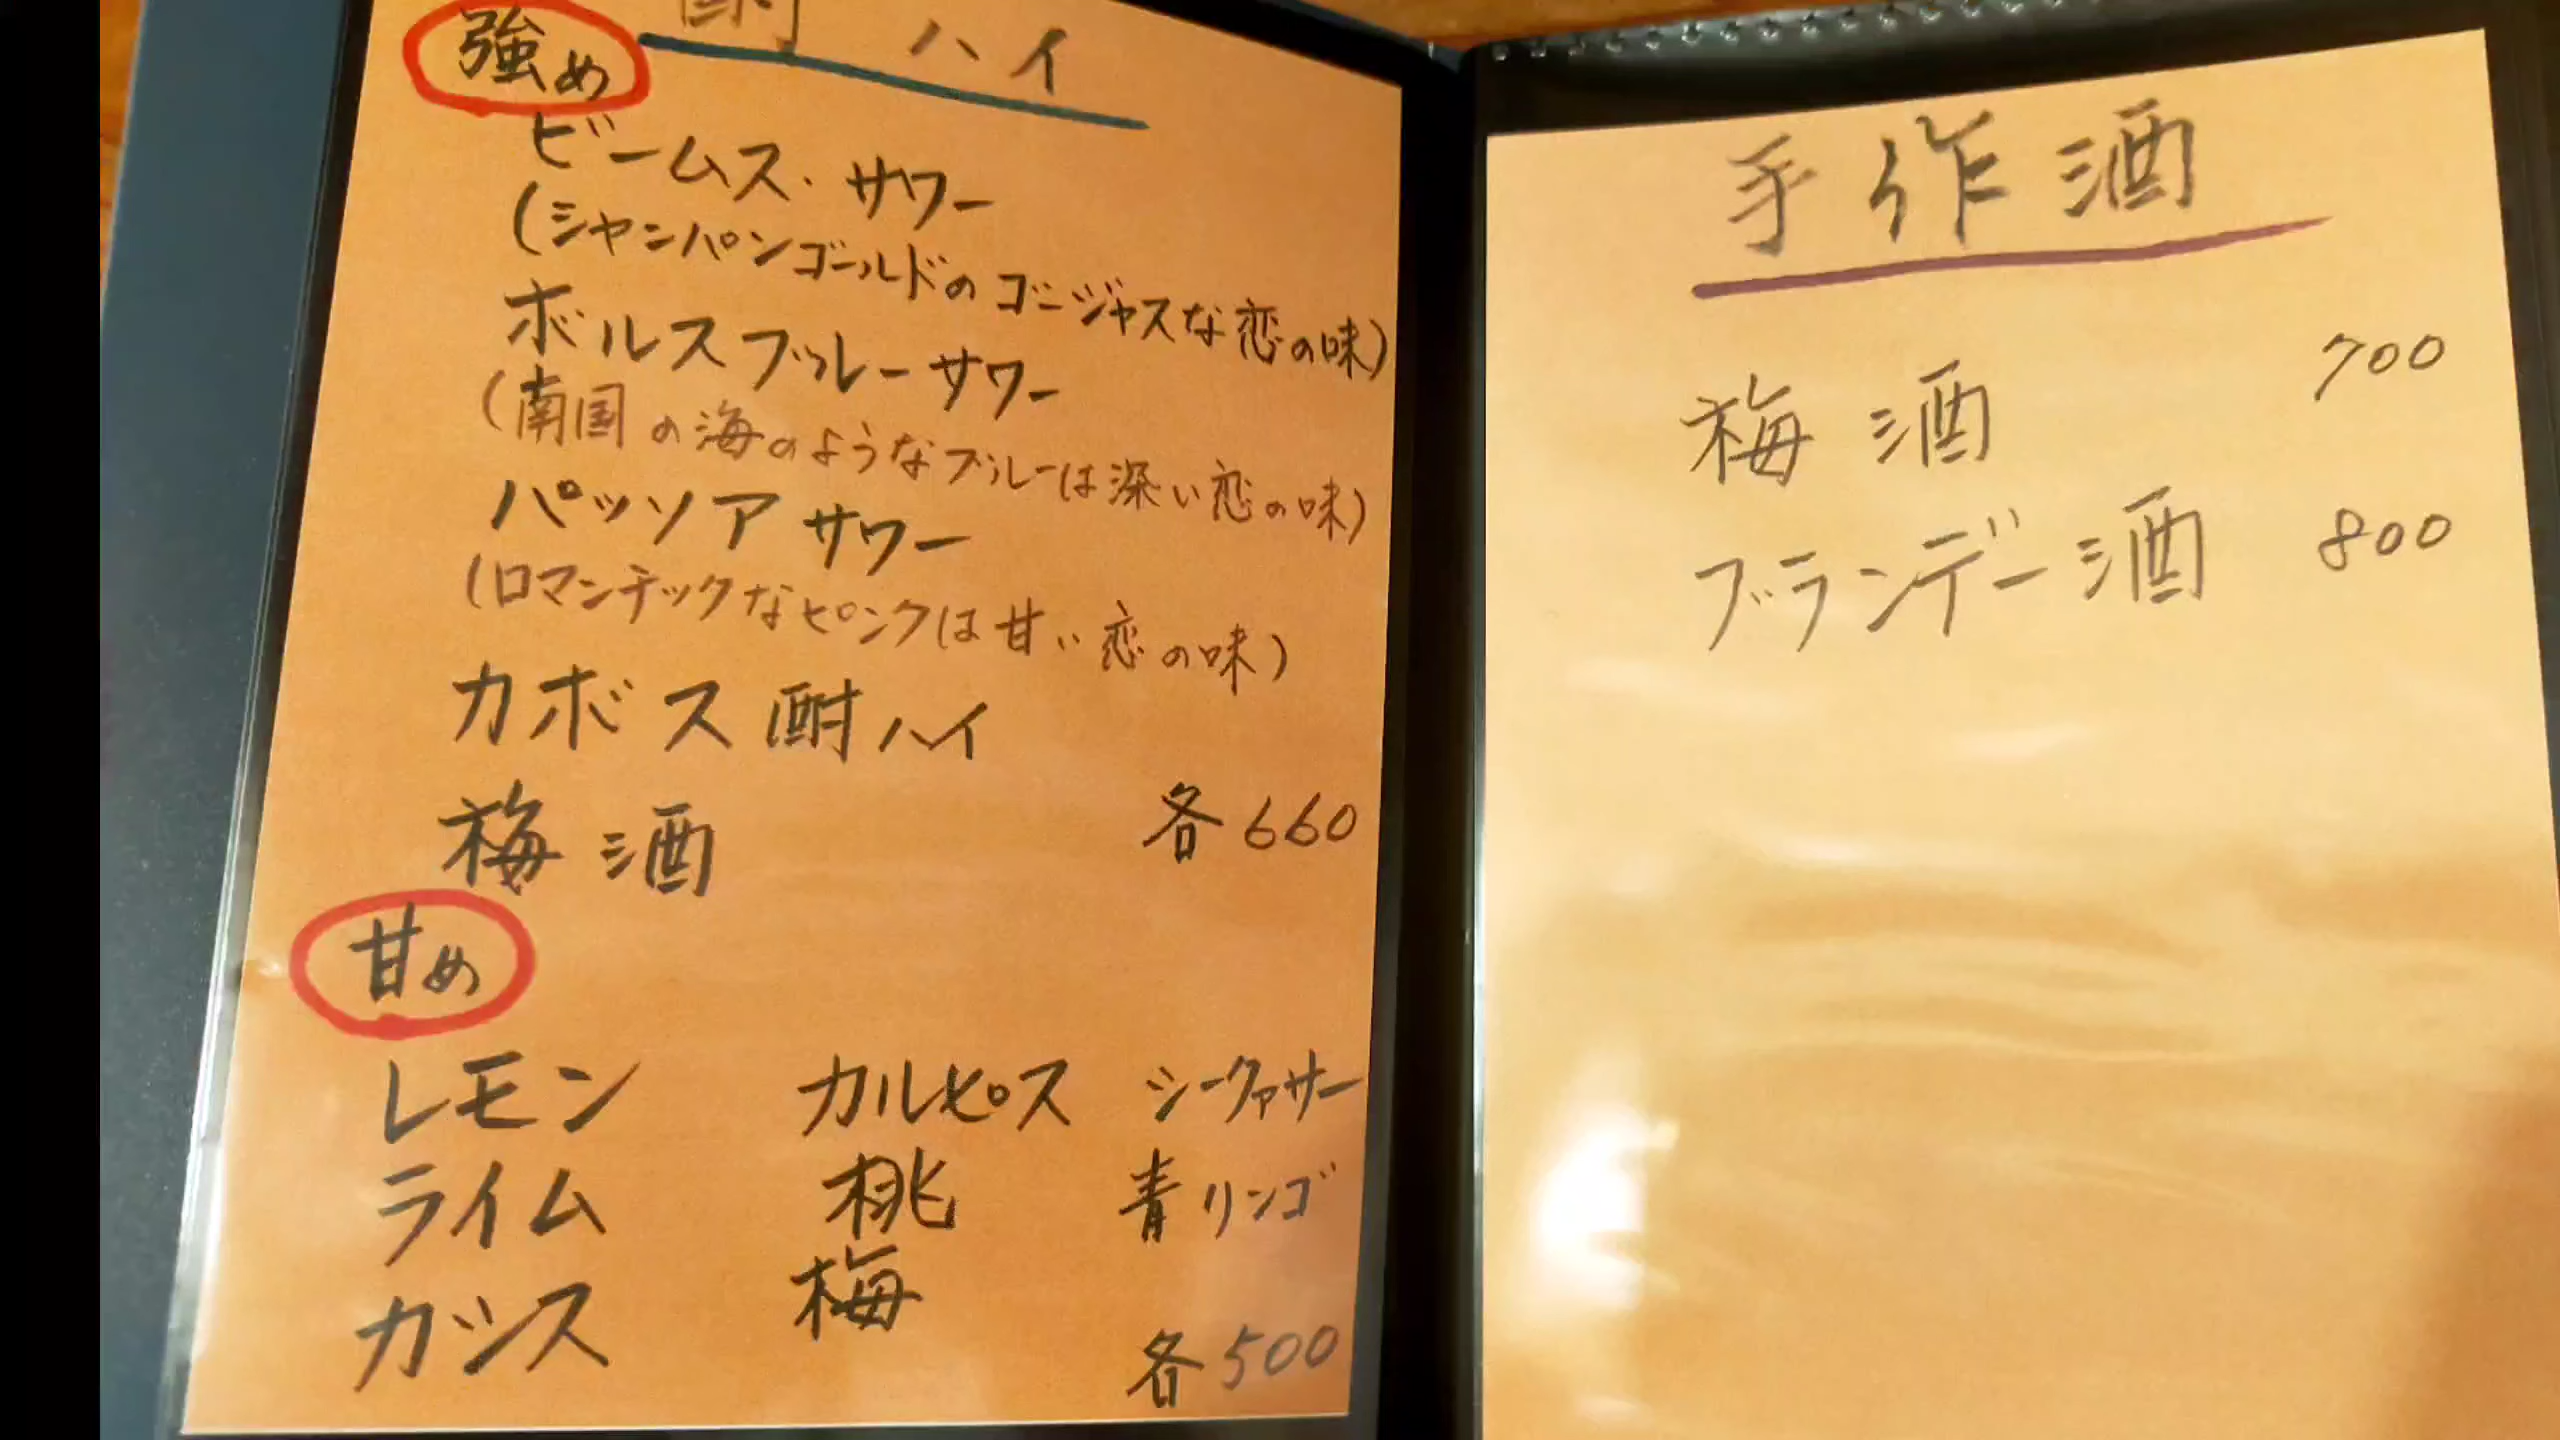 酎ハイ
強め
ビームス・サワー
(シャンパンゴールドのゴージャスな恋の味)
ボルスブルーサワー
(南国の海のようなブルーは深い恋の味)
パッソアサワー
(ロマンチックなピンクは甘い恋の味)
カボス酎ハイ
梅酒 各660
甘め
レモン カルピス シークァサー
ライム 桃 青リンゴ
カシス 梅
各500
手作酒
梅酒 700
ブランデー酒 800